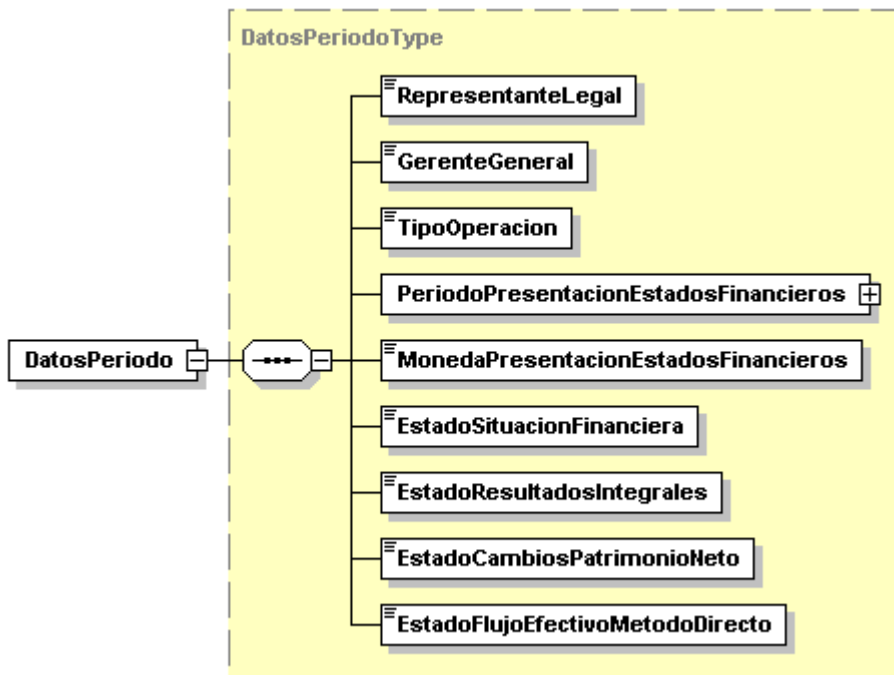 DatosPeriodoType
RepresentanteLegal
GerenteGeneral
TipoOperacion
PeriodoPresentacionEstadosFinancieros
DatosPeriodo
MonedaPresentacionEstadosFinancieros
EstadoSituacionFinanciera
EstadoResultadosIntegrales
EstadoCambiosPatrimonioNeto
EstadoFlujoEfectivoMetodoDirecto